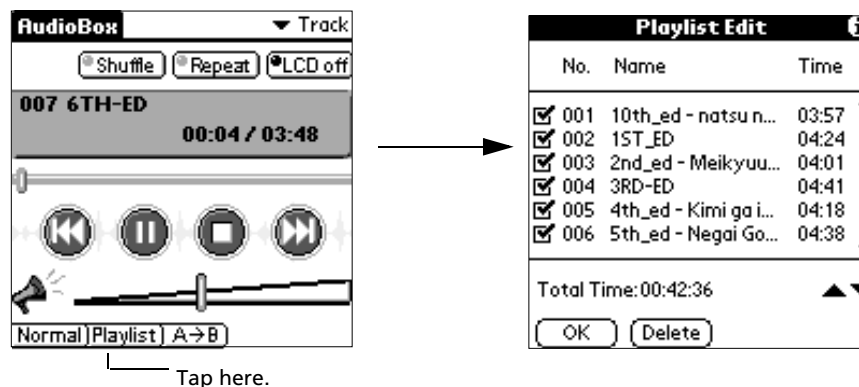 AudioBox
Track
Shuffle Repeat LCD off
007 6TH-ED
00:04 / 03:48
Normal Playlist A→B
Tap here.
Playlist Edit
No. Name Time
001 10th_ed - natsu n... 03:57
002 1ST_ED 04:24
003 2nd_ed - Meikyuu... 04:01
004 3RD-ED 04:41
005 4th_ed - Kimi ga i... 04:18
006 5th_ed - Negai Go... 04:38
Total Time: 00:42:36
OK Delete